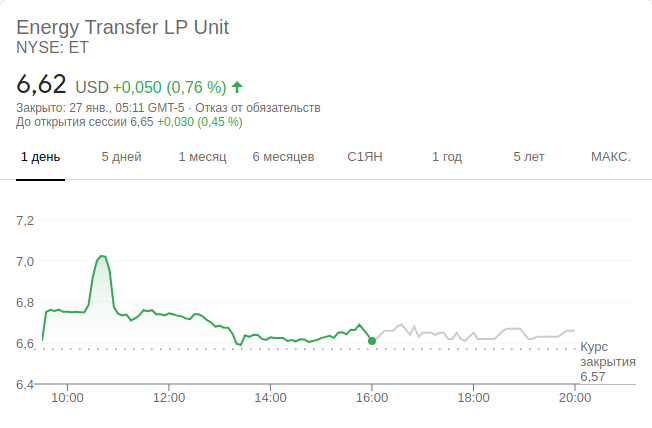 Energy Transfer LP Unit
NYSE: ET
6,62 USD +0,050 (0,76 %)
Закрыто: 27 янв., 05:11 GMT-5 · Отказ от обязательств
До открытия сессии 6,65 +0,030 (0,45 %)
1 день 5 дней 1 месяц 6 месяцев С1ЯН 1 год 5 лет МАКС.
7,2
7,0
6,8
6,6
Курс
закрытия
6,57
6,4
10:00 12:00 14:00 16:00 18:00 20:00